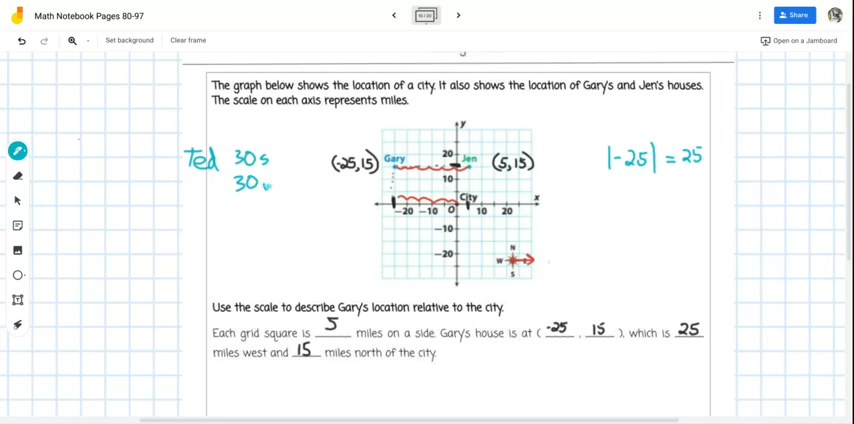 Math Notebook Pages 80-97
10 / 20
Share
Set background
Clear frame
Open on a Jamboard
The graph below shows the location of a city. It also shows the location of Gary's and Jen's houses.
The scale on each axis represents miles.
Ted 30 s
30 w
(-25, 15)
Gary
20
Jen
(5, 15)
|-25| = 25
y
10
City
x
-20 -10 0 10 20
-10
-20
N
W
S
Use the scale to describe Gary's location relative to the city.
Each grid square is 5 miles on a side. Gary's house is at ( -25 , 15 ), which is 25
miles west and 15 miles north of the city.